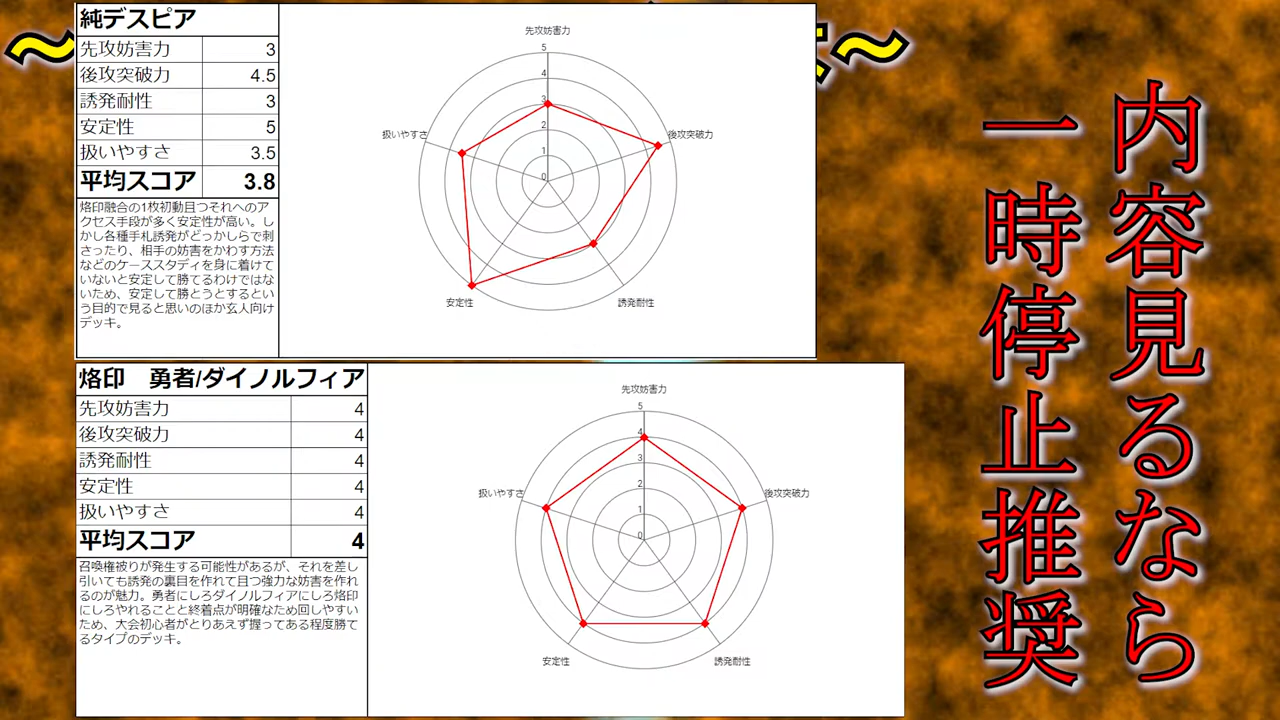 純デスピア
先攻妨害力 3
後攻突破力 4.5
誘発耐性 3
安定性 5
扱いやすさ 3.5
平均スコア 3.8
烙印融合の1枚初動且つそれへのア
クセス手段が多く安定性が高い。し
かし各種手札誘発がどっかしらで刺
さったり、相手の妨害をかわす方法
などのケーススタディを身に着けて
いないと安定して勝てるわけではな
いため、安定して勝とうとするとい
う目的で見ると思いのほか玄人向け
デッキ。
先攻妨害力
5
4
3
2
1
0
後攻突破力
誘発耐性
安定性
扱いやすさ
烙印 勇者/ダイノルフィア
先攻妨害力 4
後攻突破力 4
誘発耐性 4
安定性 4
扱いやすさ 4
平均スコア 4
召喚権被りが発生する可能性があるが、それを差し
引いても誘発の裏目を作れて且つ強力な妨害を作れ
るのが魅力。勇者にしろダイノルフィアにしろ烙印
にしろやれることと終着点が明確なため回しやすい
ため、大会初心者がとりあえず握ってある程度勝て
るタイプのデッキ。
先攻妨害力
5
4
3
2
1
0
後攻突破力
誘発耐性
安定性
扱いやすさ
内容見るなら
一時停止推奨
〜
〜